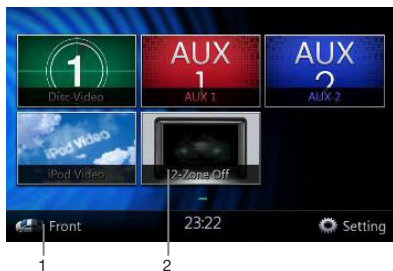 1
Disc-Video
AUX
1
AUX 1
AUX
2
AUX-2
iPod Video
iPod Video
2-Zone Off
Front
23:22
Setting
1
2